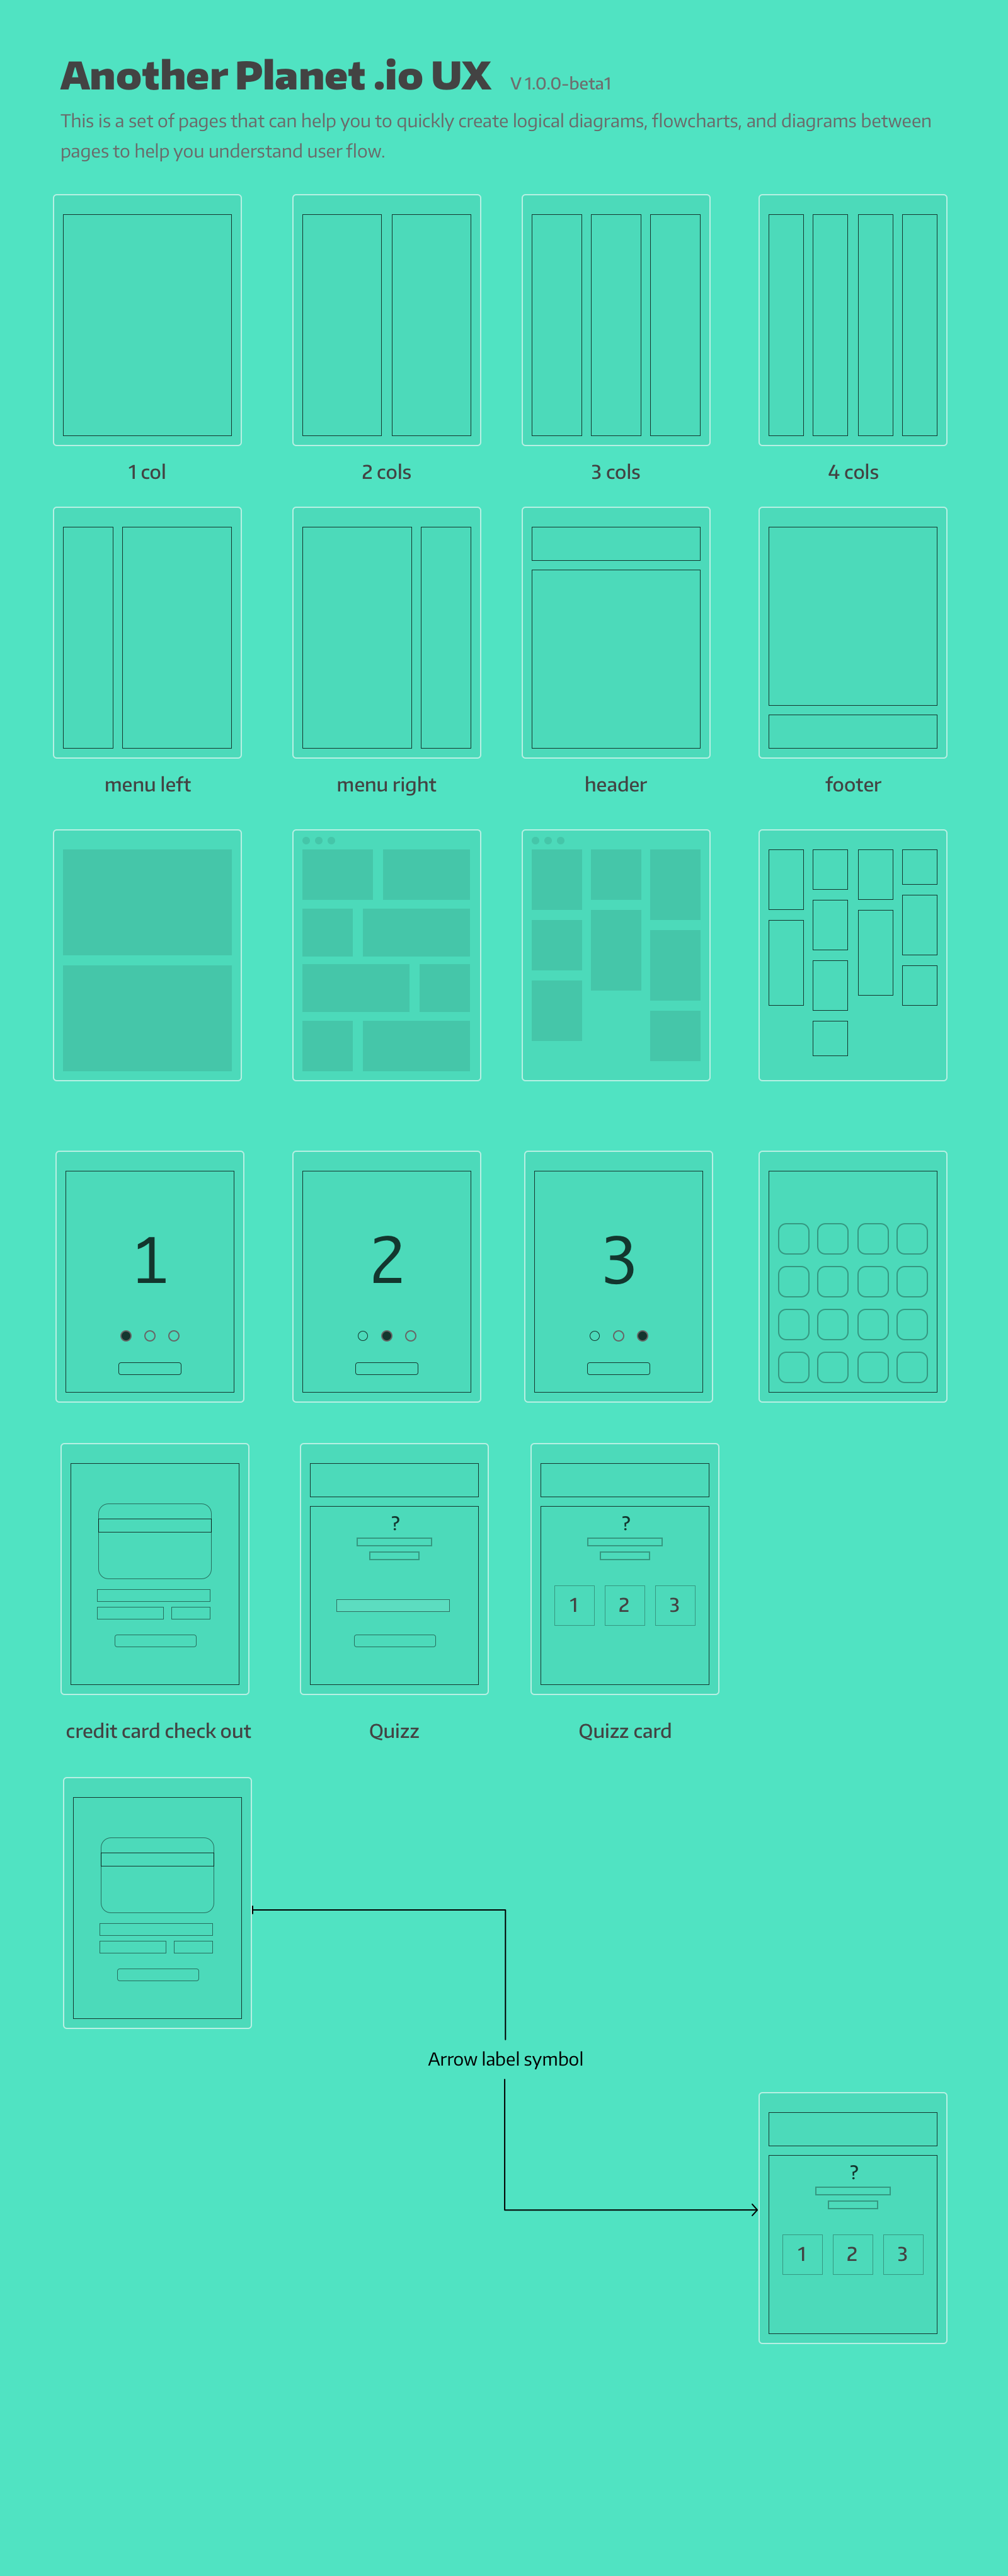 Another Planet .io UX V 1.0.0-beta1
This is a set of pages that can help you to quickly create logical diagrams, flowcharts, and diagrams between
pages to help you understand user flow.
1 col 2 cols 3 cols 4 cols
menu left menu right header footer
1 2 3
? ?
1 2 3
credit card check out Quizz Quizz card
Arrow label symbol
?
1 2 3